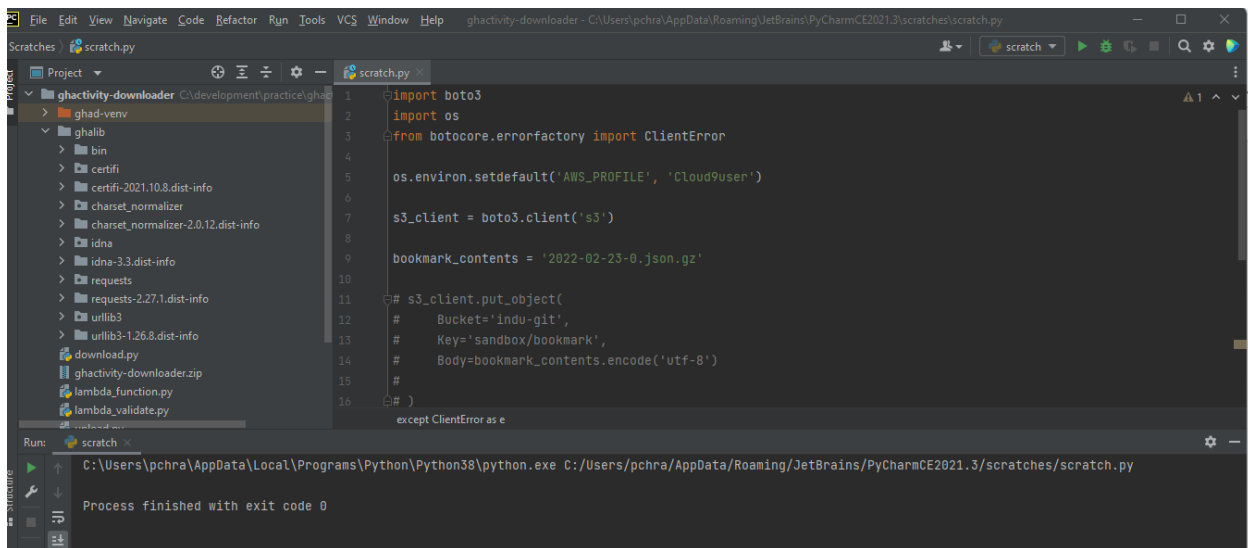 PC File Edit View Navigate Code Refactor Run Tools VCS Window Help ghactivity-downloader - C:\Users\pchra\AppData\Roaming\JetBrains\PyCharmCE2021.3\scratches\scratch.py
Scratches scratch.py scratch
Project scratch.py
Project
ghactivity-downloader C:\development\practice\ghact
ghad-venv
ghalib
bin
certifi
certifi-2021.10.8.dist-info
charset_normalizer
charset_normalizer-2.0.12.dist-info
idna
idna-3.3.dist-info
requests
requests-2.27.1.dist-info
urllib3
urllib3-1.26.8.dist-info
download.py
ghactivity-downloader.zip
lambda_function.py
lambda_validate.py
1 import boto3
2 import os
3 from botocore.errorfactory import ClientError
4
5 os.environ.setdefault('AWS_PROFILE', 'Cloud9user')
6
7 s3_client = boto3.client('s3')
8
9 bookmark_contents = '2022-02-23-0.json.gz'
10
11 # s3_client.put_object(
12 #     Bucket='indu-git',
13 #     Key='sandbox/bookmark',
14 #     Body=bookmark_contents.encode('utf-8')
15 #
16 # )
1
except ClientError as e
Run: scratch
C:\Users\pchra\AppData\Local\Programs\Python\Python38\python.exe C:/Users/pchra/AppData/Roaming/JetBrains/PyCharmCE2021.3/scratches/scratch.py
Process finished with exit code 0
Structure